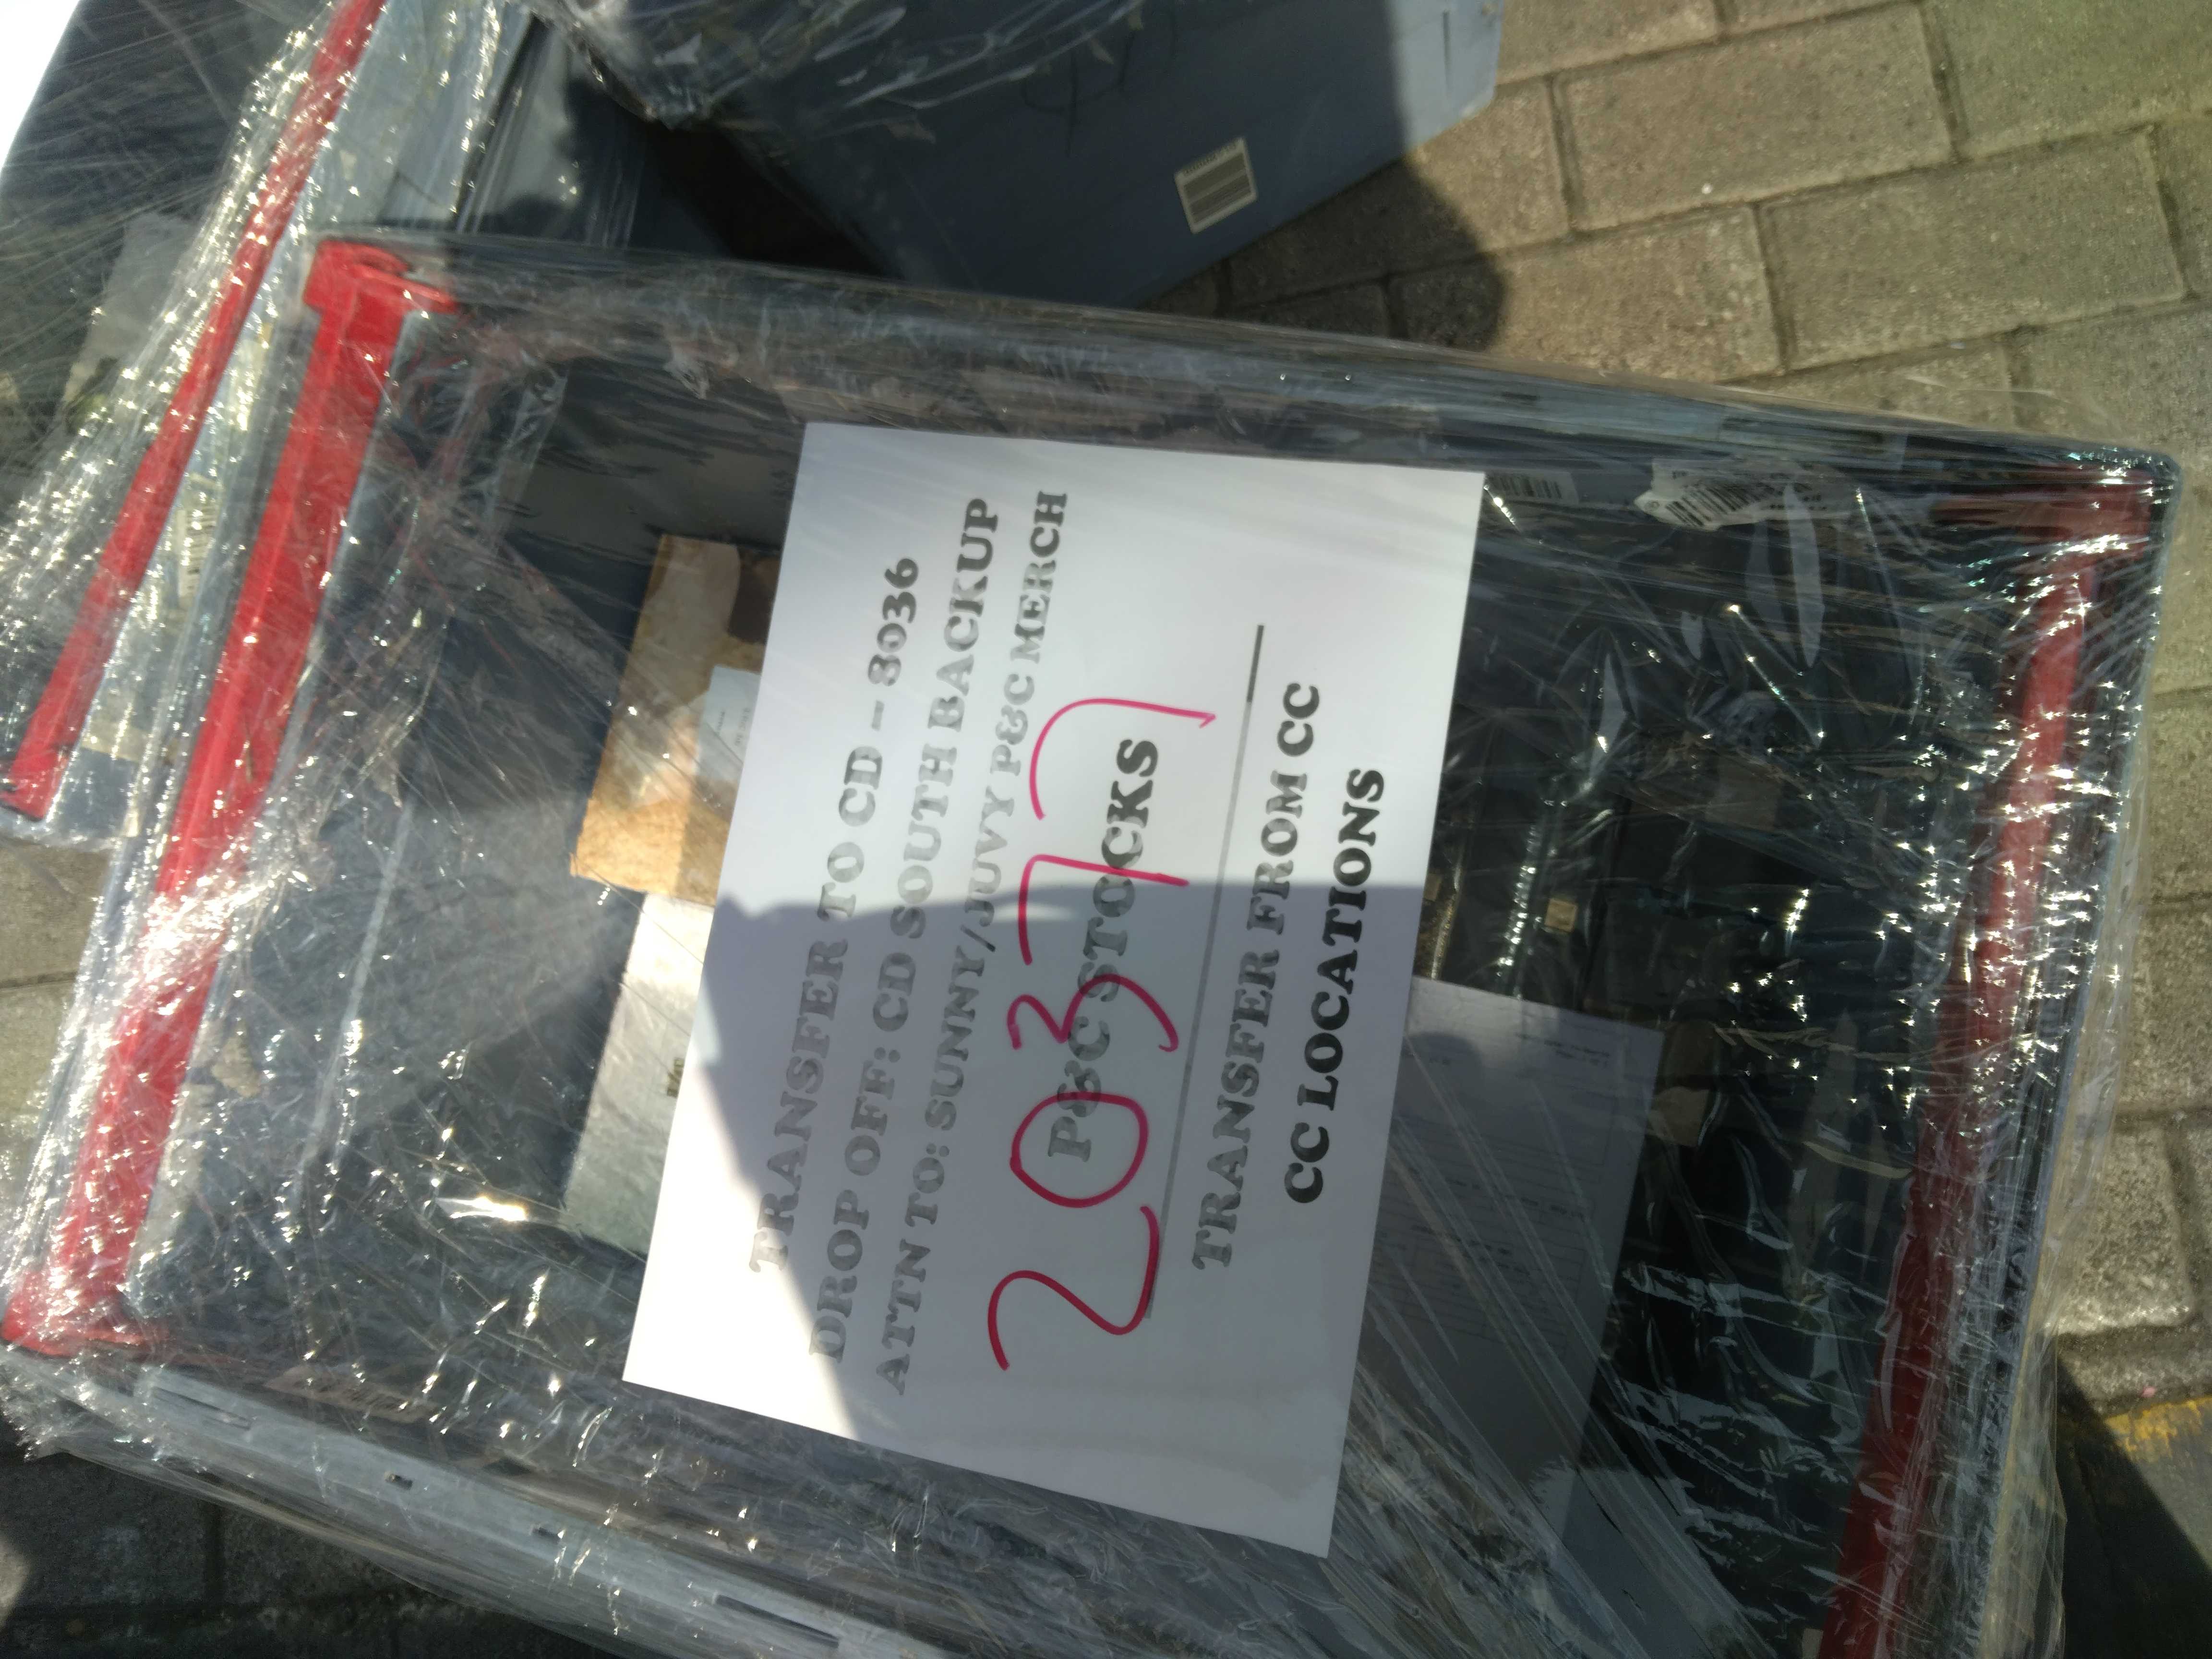 TRANSFER TO CD – 8036
DROP OFF: CD SOUTH BACKUP
ATTN TO: SUNNY/JUVY P&C MERCH
P&C STOCKS
20377
TRANSFER FROM CC
CC LOCATIONS